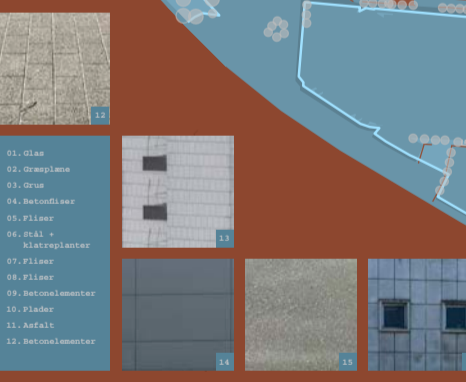 12
01. Glas
02. Græsplæne
03. Grus
04. Betonfliser
05. Fliser
06. Stål +
klatreplanter
07. Fliser
08. Fliser
09. Betonelementer
10. Plader
11. Asfalt
12. Betonelementer
13
14
15